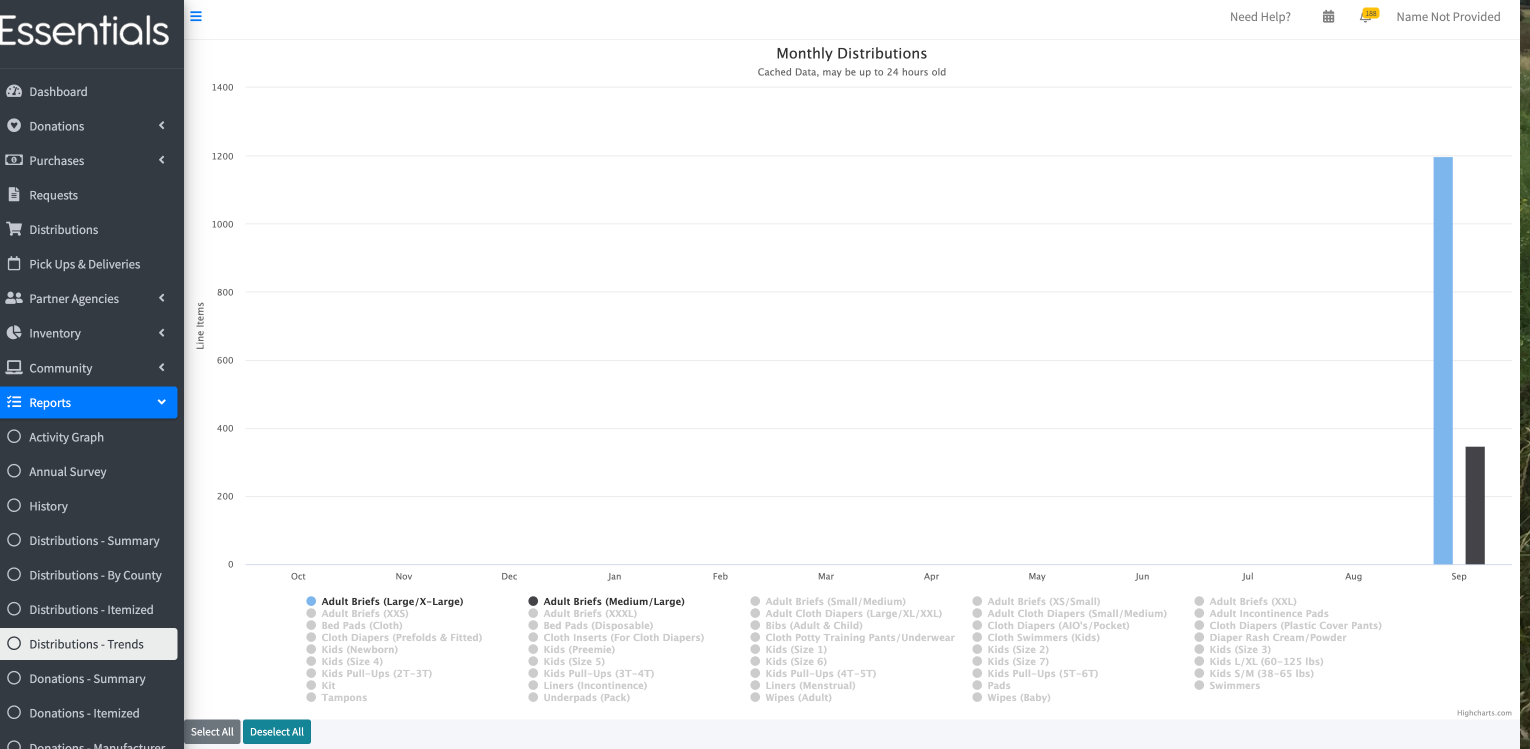 Essentials
Dashboard
Donations
Purchases
Requests
Distributions
Pick Ups & Deliveries
Partner Agencies
Inventory
Community
Reports
Activity Graph
Annual Survey
History
Distributions - Summary
Distributions - By County
Distributions - Itemized
Distributions - Trends
Donations - Summary
Donations - Itemized
Donations - Manufacturer
Need Help? 188 Name Not Provided
Monthly Distributions
Cached Data, may be up to 24 hours old
Line Items
1400
1200
1000
800
600
400
200
0
Oct Nov Dec Jan Feb Mar Apr May Jun Jul Aug Sep
Adult Briefs (Large/X-Large) Adult Briefs (Medium/Large) Adult Briefs (Small/Medium) Adult Briefs (XS/Small) Adult Briefs (XXL)
Adult Briefs (XXS) Adult Briefs (XXXL) Adult Cloth Diapers (Large/XL/XXL) Adult Cloth Diapers (Small/Medium) Adult Incontinence Pads
Bed Pads (Cloth) Bed Pads (Disposable) Bibs (Adult & Child) Cloth Diapers (AIO's/Pocket) Cloth Diapers (Plastic Cover Pants)
Cloth Diapers (Prefolds & Fitted) Cloth Inserts (For Cloth Diapers) Cloth Potty Training Pants/Underwear Cloth Swimmers (Kids) Diaper Rash Cream/Powder
Kids (Newborn) Kids (Preemie) Kids (Size 1) Kids (Size 2) Kids (Size 3)
Kids (Size 4) Kids (Size 5) Kids (Size 6) Kids (Size 7) Kids L/XL (60-125 lbs)
Kids Pull-Ups (2T-3T) Kids Pull-Ups (3T-4T) Kids Pull-Ups (4T-5T) Kids Pull-Ups (5T-6T) Kids S/M (38-65 lbs)
Kit Liners (Incontinence) Liners (Menstrual) Pads Swimmers
Tampons Underpads (Pack) Wipes (Adult) Wipes (Baby)
Highcharts.com
Select All Deselect All